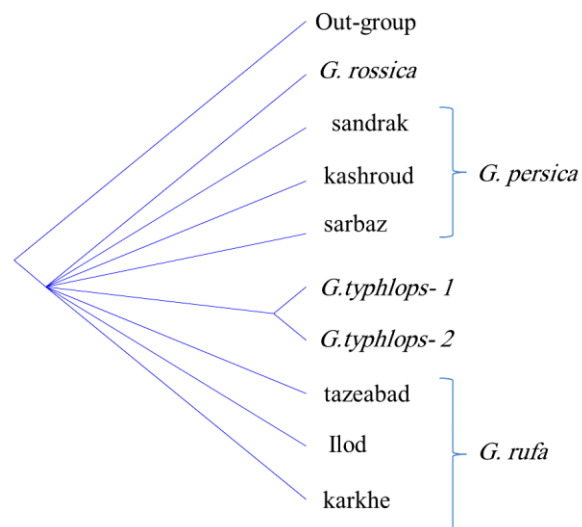 Out-group
G. rossica
sandrak
kashroud
G. persica
sarbaz
G.typhlops- 1
G.typhlops- 2
tazeabad
Ilod
G. rufa
karkhe